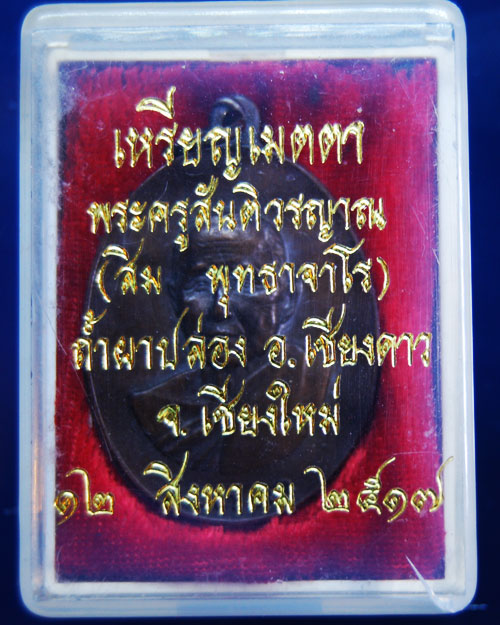 เหรียญเมตตา
พระครูสันติวรญาณ
(สิม พุทธาจาโร)
ถ้ำผาปล่อง อ.เชียงดาว
จ.เชียงใหม่
๑๒ สิงหาคม ๒๕๑๗